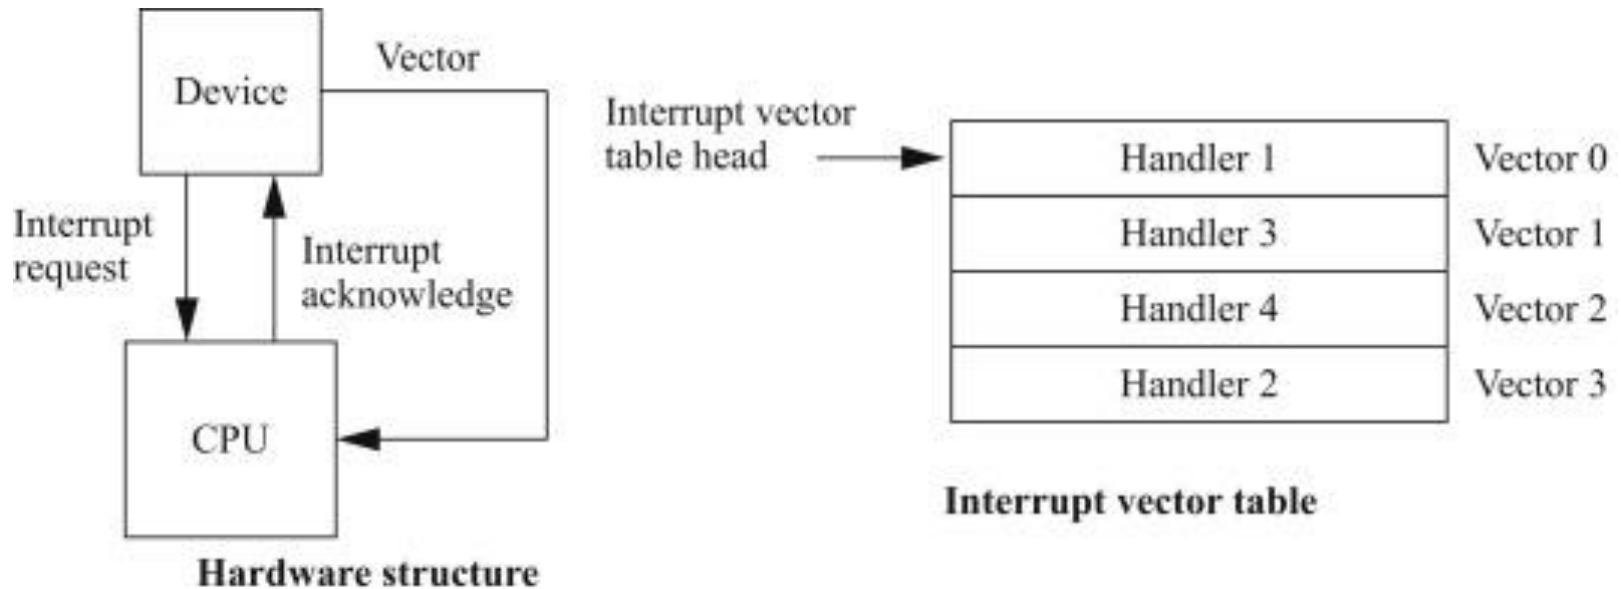 Device
Vector
Interrupt
request
Interrupt
acknowledge
CPU
Hardware structure
Interrupt vector
table head
Handler 1
Vector 0
Handler 3
Vector 1
Handler 4
Vector 2
Handler 2
Vector 3
Interrupt vector table